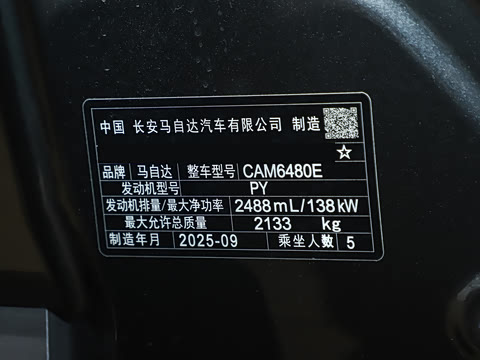 中国 长安马自达汽车有限公司 制造
☆
品牌 马自达 整车型号 CAM6480E
发动机型号 PY
发动机排量/最大净功率 2488mL/138kW
最大允许总质量 2133 kg
制造年月 2025-09 乘坐人数 5